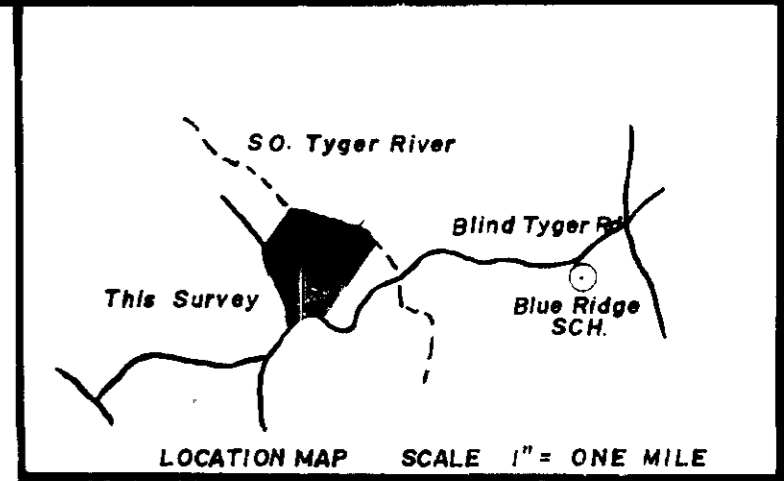 SO. Tyger River
Blind Tyger Rd.
This Survey
Blue Ridge
SCH.
LOCATION MAP SCALE 1" = ONE MILE